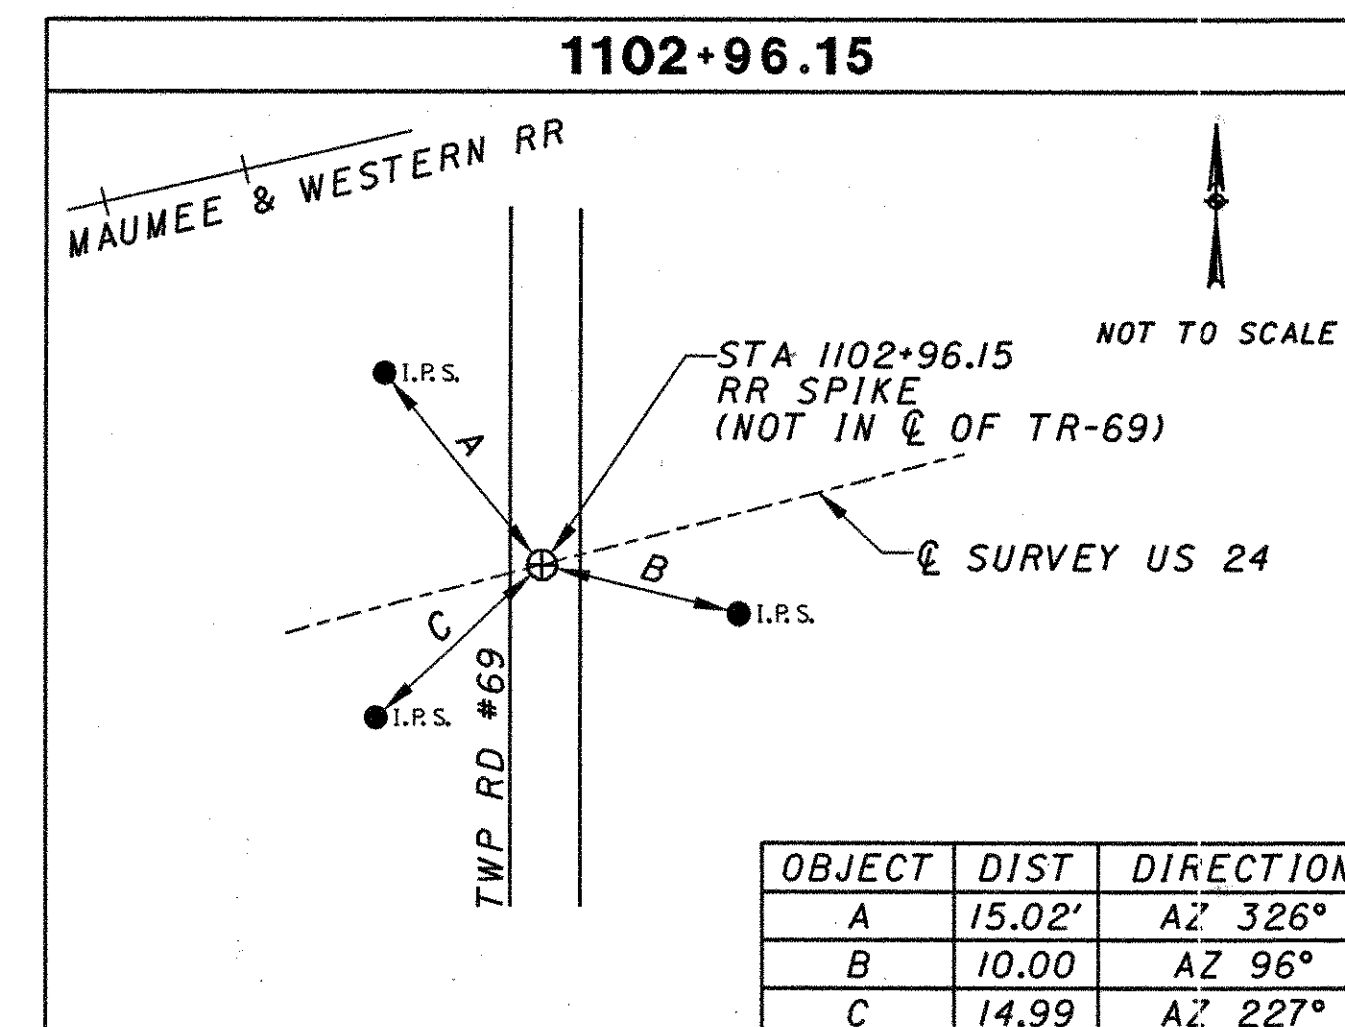 1102+96.15
MAUMEE & WESTERN RR
NOT TO SCALE
STA 1102+96.15
RR SPIKE
(NOT IN ℄ OF TR-69)
I.P.S.
A
℄ SURVEY US 24
B
I.P.S.
C
I.P.S.
TWP RD #69
OBJECT DIST DIRECTION
A 15.02' AZ 326°
B 10.00 AZ 96°
C 14.99 AZ 227°